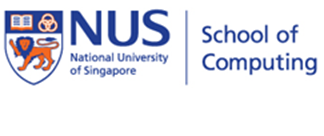 NUS
National University
of Singapore
School of
Computing